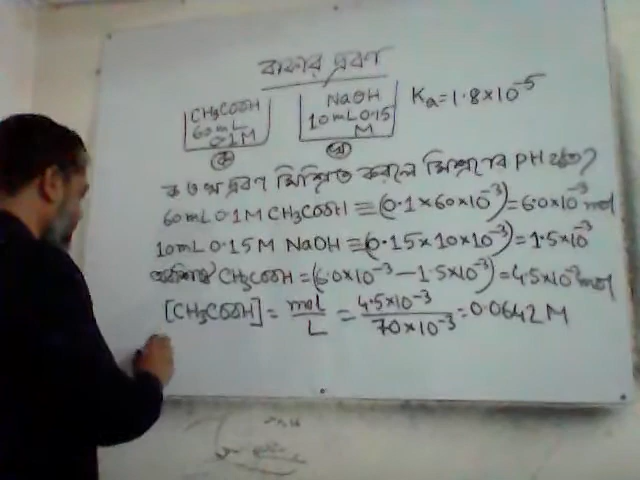 বাফার দ্রবণ
CH₃COOH
60 mL
0.1M
ক
NaOH
10mL 0.15
M
খ
Ka=1.8×10⁻⁵
ক ও খ দ্রবণ মিশ্রিত করলে মিশ্রণের PH কত?
60mL 0.1M CH₃COOH ≡ (0.1×60×10⁻³)=6.0×10⁻³ mol
10mL 0.15M NaOH ≡ (0.15×10×10⁻³)=1.5×10⁻³
অবশিষ্ট CH₃COOH = (6.0×10⁻³−1.5×10⁻³)=4.5×10⁻³ mol
[CH₃COOH] = mol/L = 4.5×10⁻³/70×10⁻³ = 0.0642 M